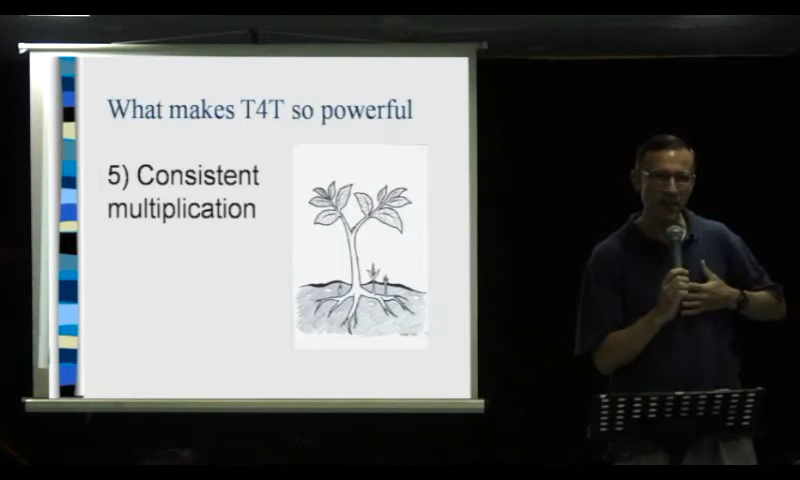 What makes T4T so powerful
5) Consistent
multiplication